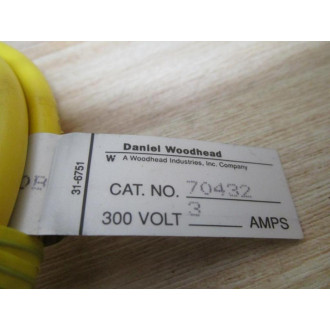 Daniel Woodhead
W A Woodhead Industries, Inc. Company
31-6751
CAT. NO. 70432
300 VOLT 3 AMPS